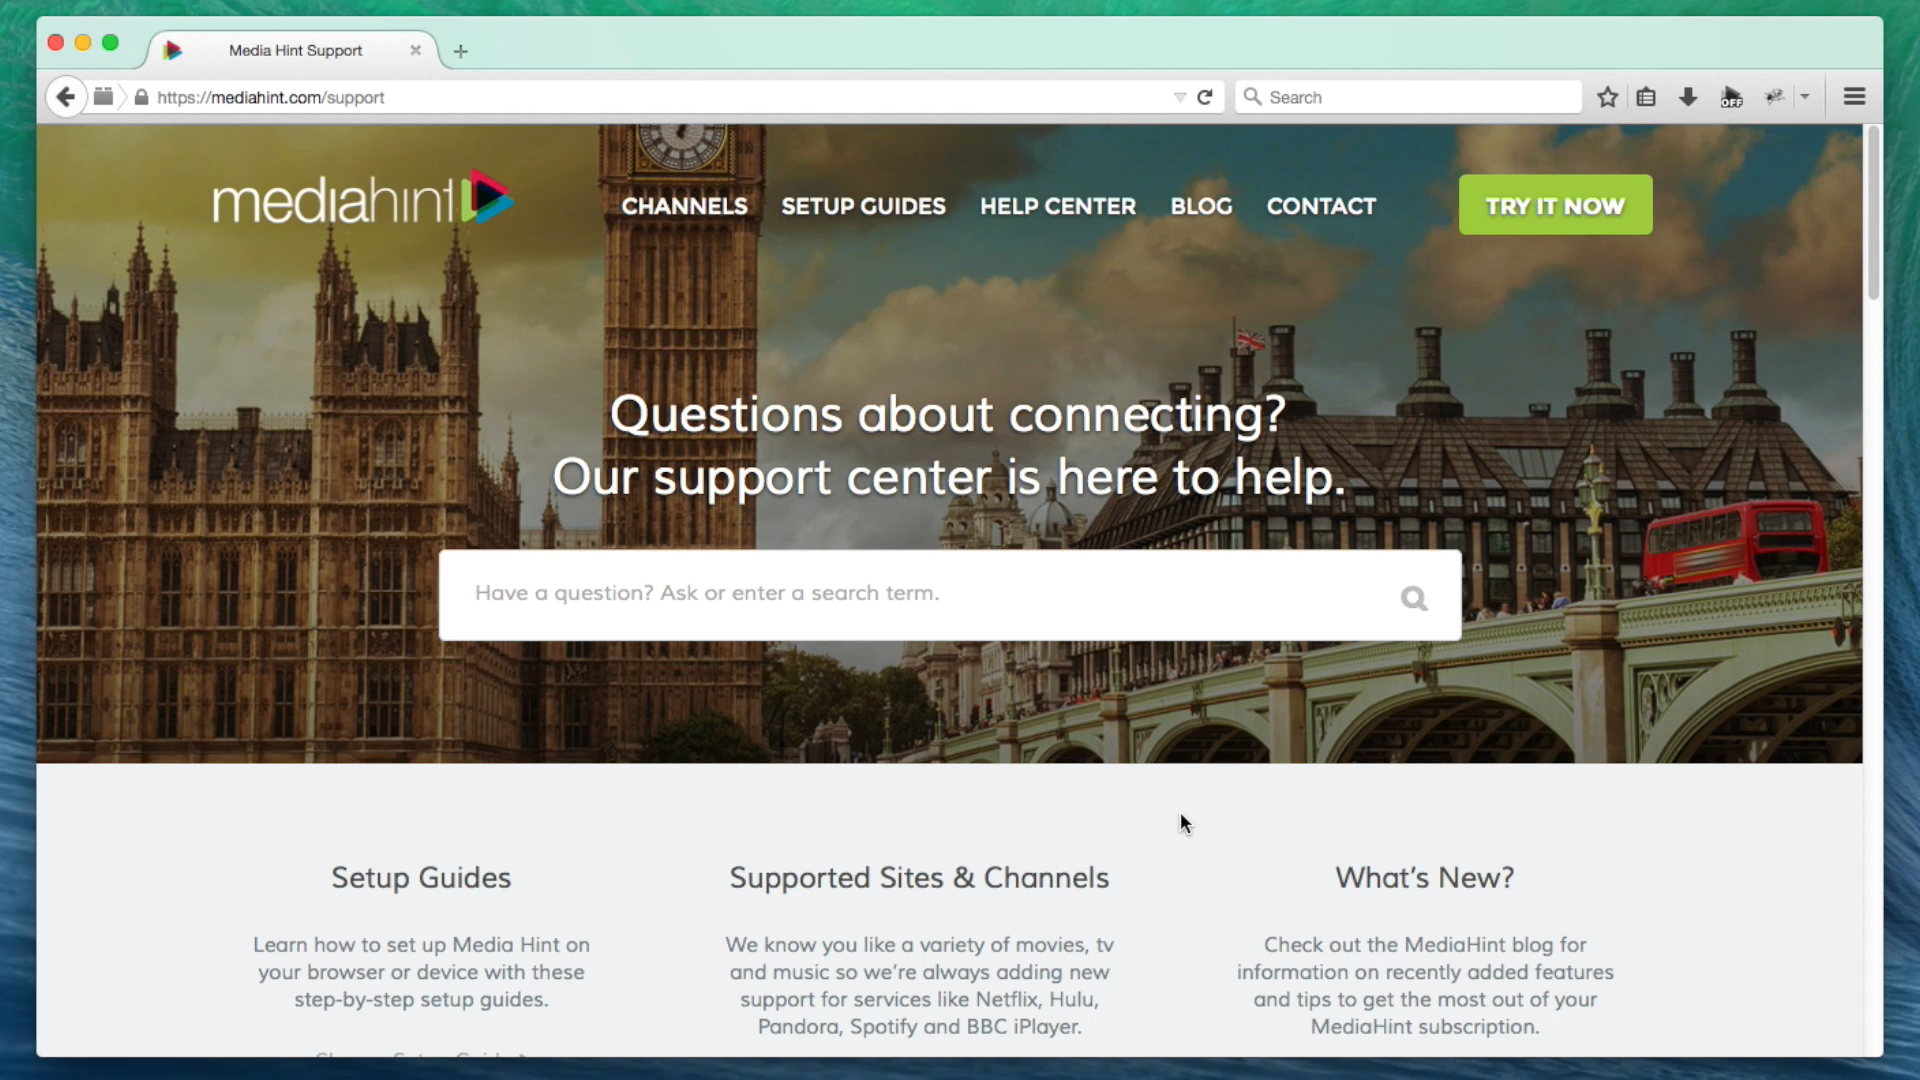 Media Hint Support
https://mediahint.com/support
Search
OFF
mediahint
CHANNELS
SETUP GUIDES
HELP CENTER
BLOG
CONTACT
TRY IT NOW
Questions about connecting?
Our support center is here to help.
Have a question? Ask or enter a search term.
Setup Guides
Learn how to set up Media Hint on
your browser or device with these
step-by-step setup guides.
Supported Sites & Channels
We know you like a variety of movies, tv
and music so we're always adding new
support for services like Netflix, Hulu,
Pandora, Spotify and BBC iPlayer.
What's New?
Check out the MediaHint blog for
information on recently added features
and tips to get the most out of your
MediaHint subscription.